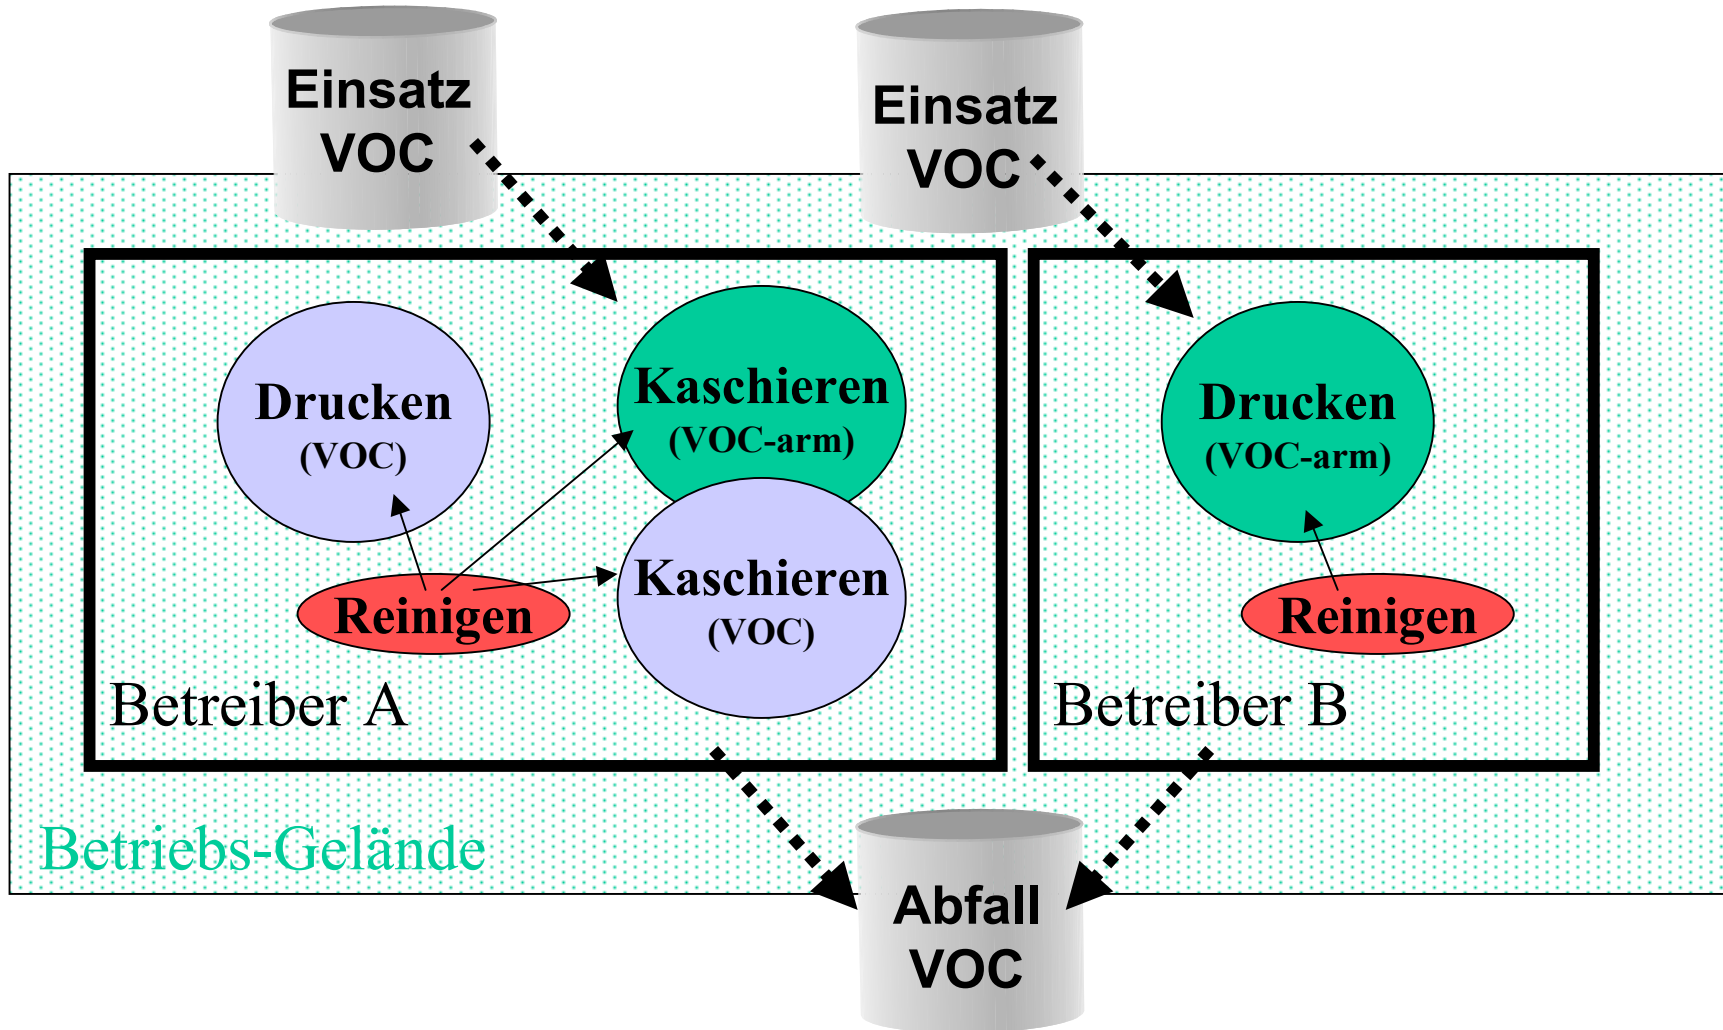 Einsatz
VOC
Einsatz
VOC
Drucken
(VOC)
Kaschieren
(VOC-arm)
Kaschieren
(VOC)
Reinigen
Betreiber A
Drucken
(VOC-arm)
Reinigen
Betreiber B
Betriebs-Gelände
Abfall
VOC